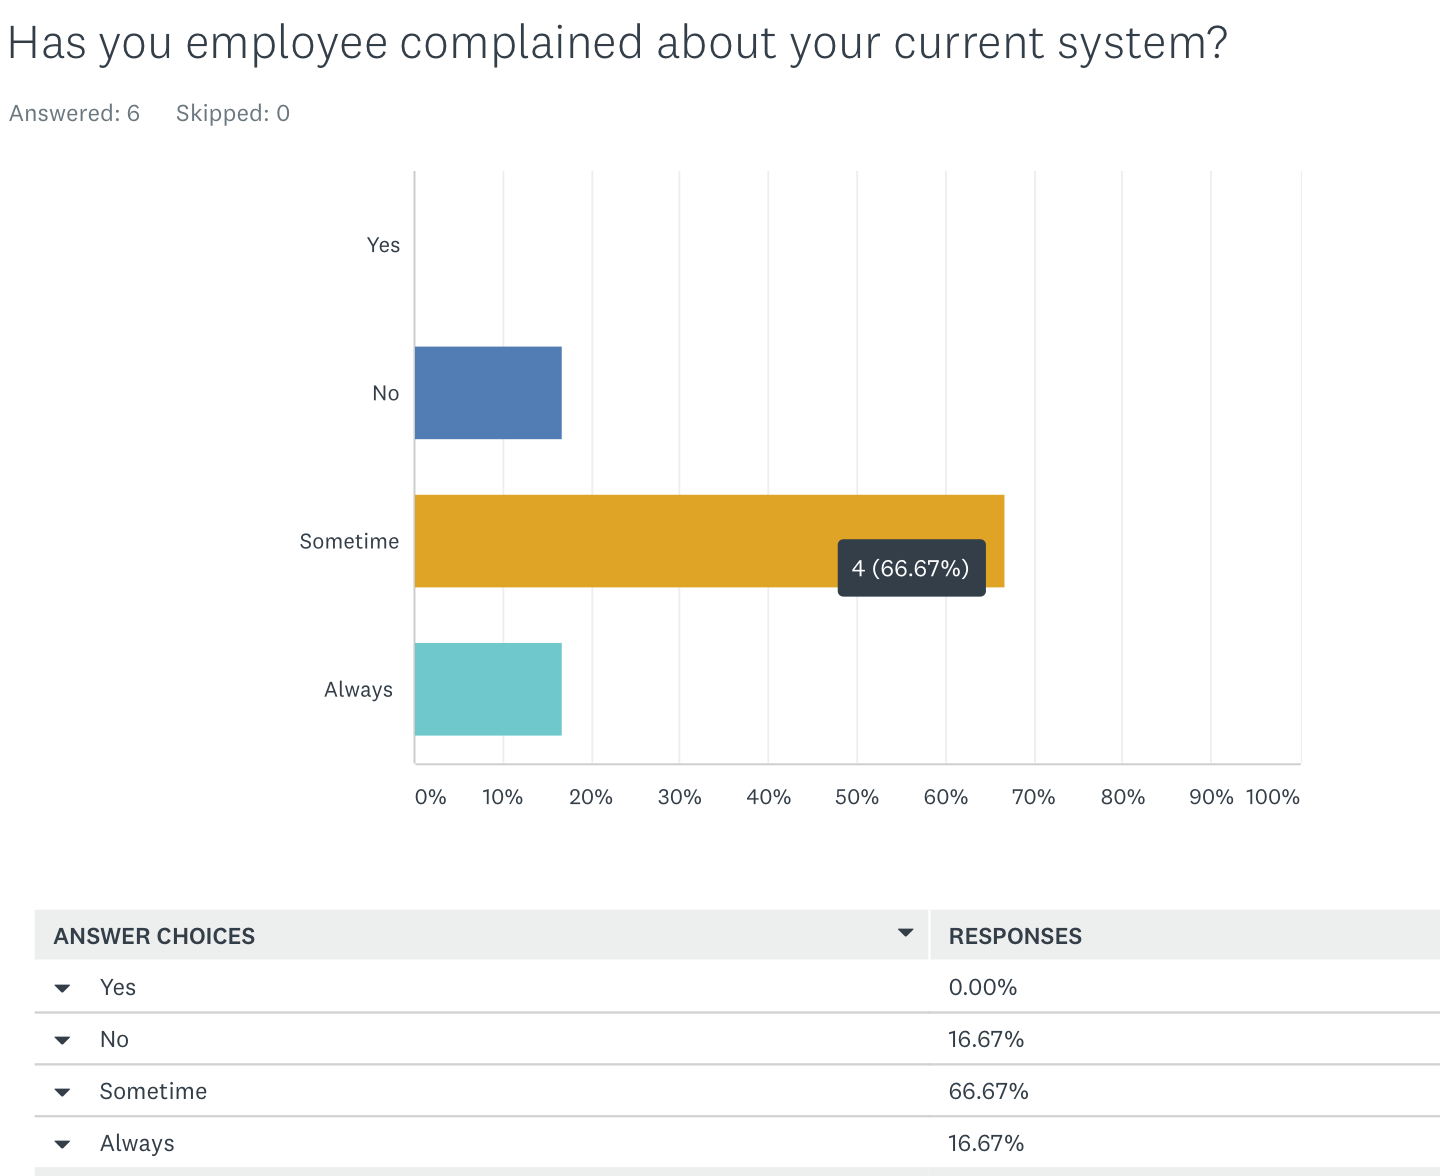 Has you employee complained about your current system?
Answered: 6 Skipped: 0
Yes
No
Sometime
4 (66.67%)
Always
0% 10% 20% 30% 40% 50% 60% 70% 80% 90% 100%
ANSWER CHOICES RESPONSES
Yes 0.00%
No 16.67%
Sometime 66.67%
Always 16.67%